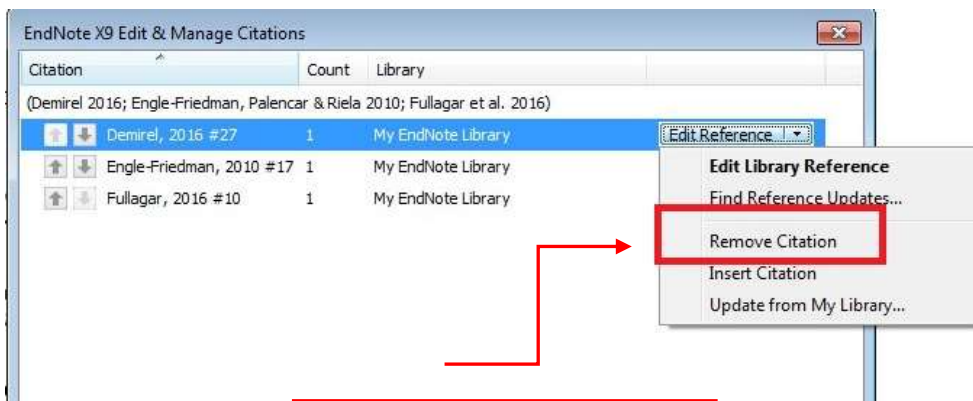 EndNote X9 Edit & Manage Citations
Citation Count Library
(Demirel 2016; Engle-Friedman, Palencar & Riela 2010; Fullagar et al. 2016)
Demirel, 2016 #27 1 My EndNote Library Edit Reference
Engle-Friedman, 2010 #17 1 My EndNote Library
Fullagar, 2016 #10 1 My EndNote Library
Edit Library Reference
Find Reference Updates...
Remove Citation
Insert Citation
Update from My Library...